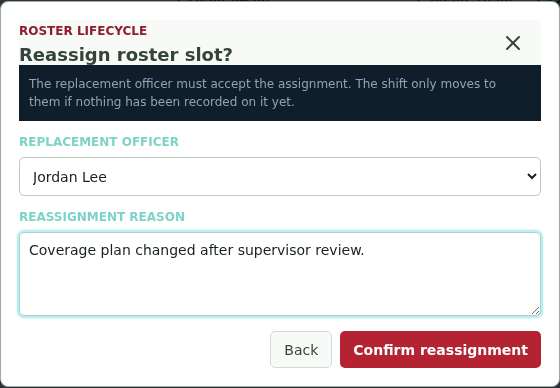 ROSTER LIFECYCLE
Reassign roster slot?
The replacement officer must accept the assignment. The shift only moves to
them if nothing has been recorded on it yet.
REPLACEMENT OFFICER
Jordan Lee
REASSIGNMENT REASON
Coverage plan changed after supervisor review.
Back
Confirm reassignment